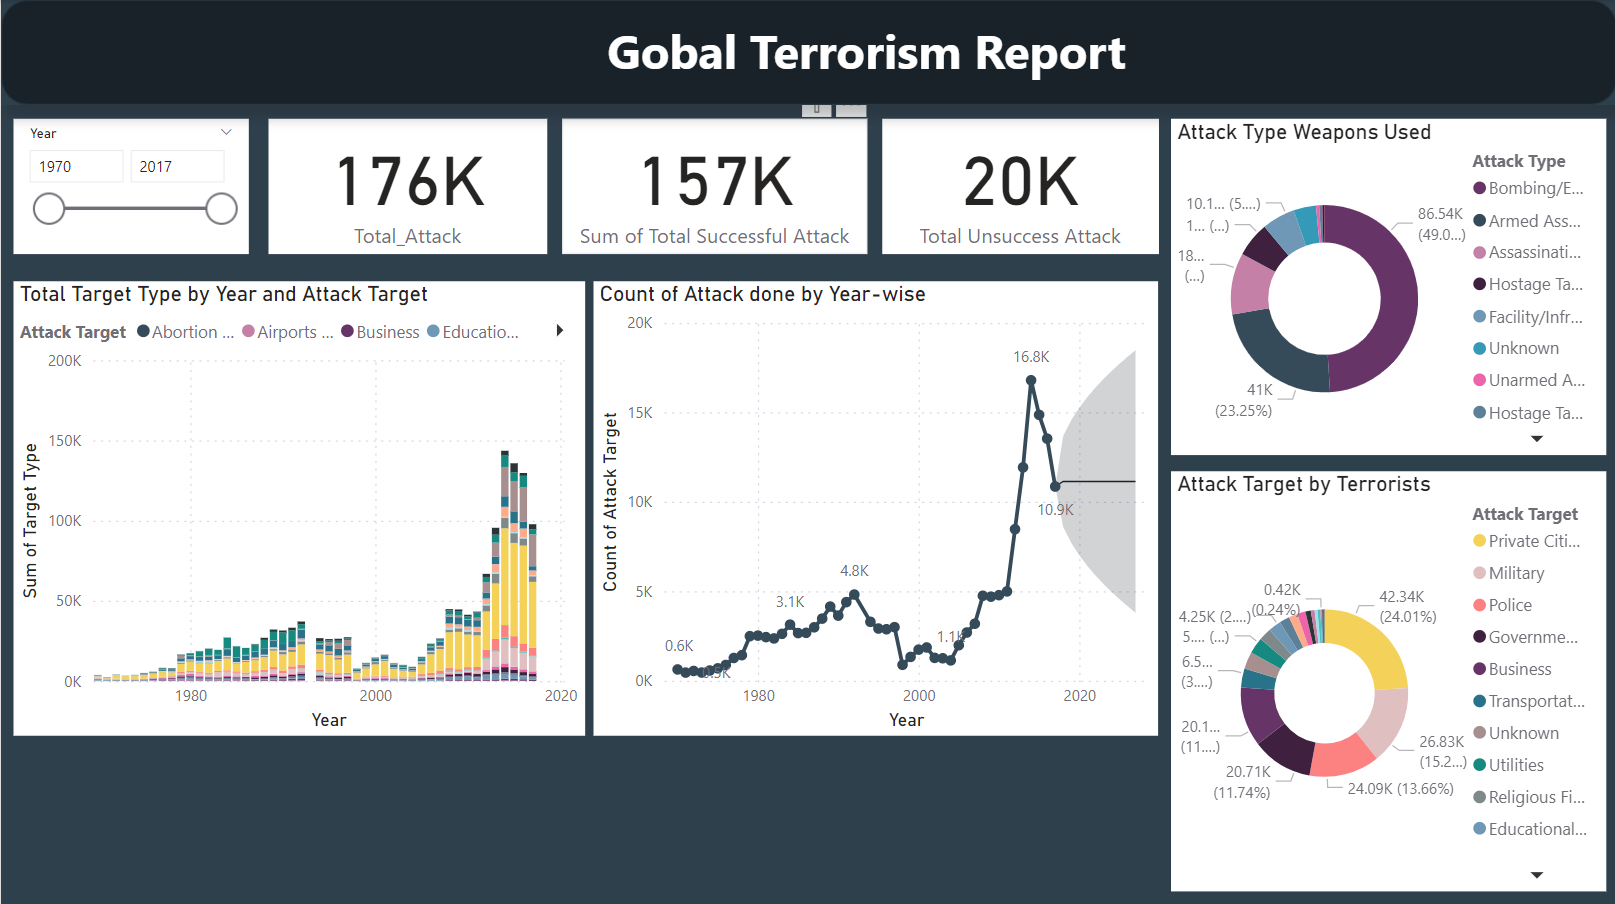 Gobal Terrorism Report
Year
1970
2017
176K
Total_Attack
157K
Sum of Total Successful Attack
20K
Total Unsuccess Attack
Attack Type Weapons Used
Attack Type
Bombing/E...
Armed Ass...
Assassinati...
Hostage Ta...
Facility/Infr...
Unknown
Unarmed A...
Hostage Ta...
10.1... (5....)
1... (...)
18...
(...)
86.54K
(49.0...)
41K
(23.25%)
Total Target Type by Year and Attack Target
Attack Target Abortion ... Airports ... Business Educatio...
200K
150K
100K
50K
0K
Sum of Target Type
1980 2000 2020
Year
Count of Attack done by Year-wise
20K
15K
10K
5K
0K
Count of Attack Target
16.8K
10.9K
4.8K
3.1K
0.6K
1.1K
1980 2000 2020
Year
Attack Target by Terrorists
Attack Target
Private Citi...
Military
Police
Governme...
Business
Transportat...
Unknown
Utilities
Religious Fi...
Educational...
0.42K
(0.24%)
4.25K (2....)
5.... (...)
6.5...
(3....)
20.1...
(11....)
20.71K
(11.74%)
42.34K
(24.01%)
26.83K
(15.2...)
24.09K (13.66%)